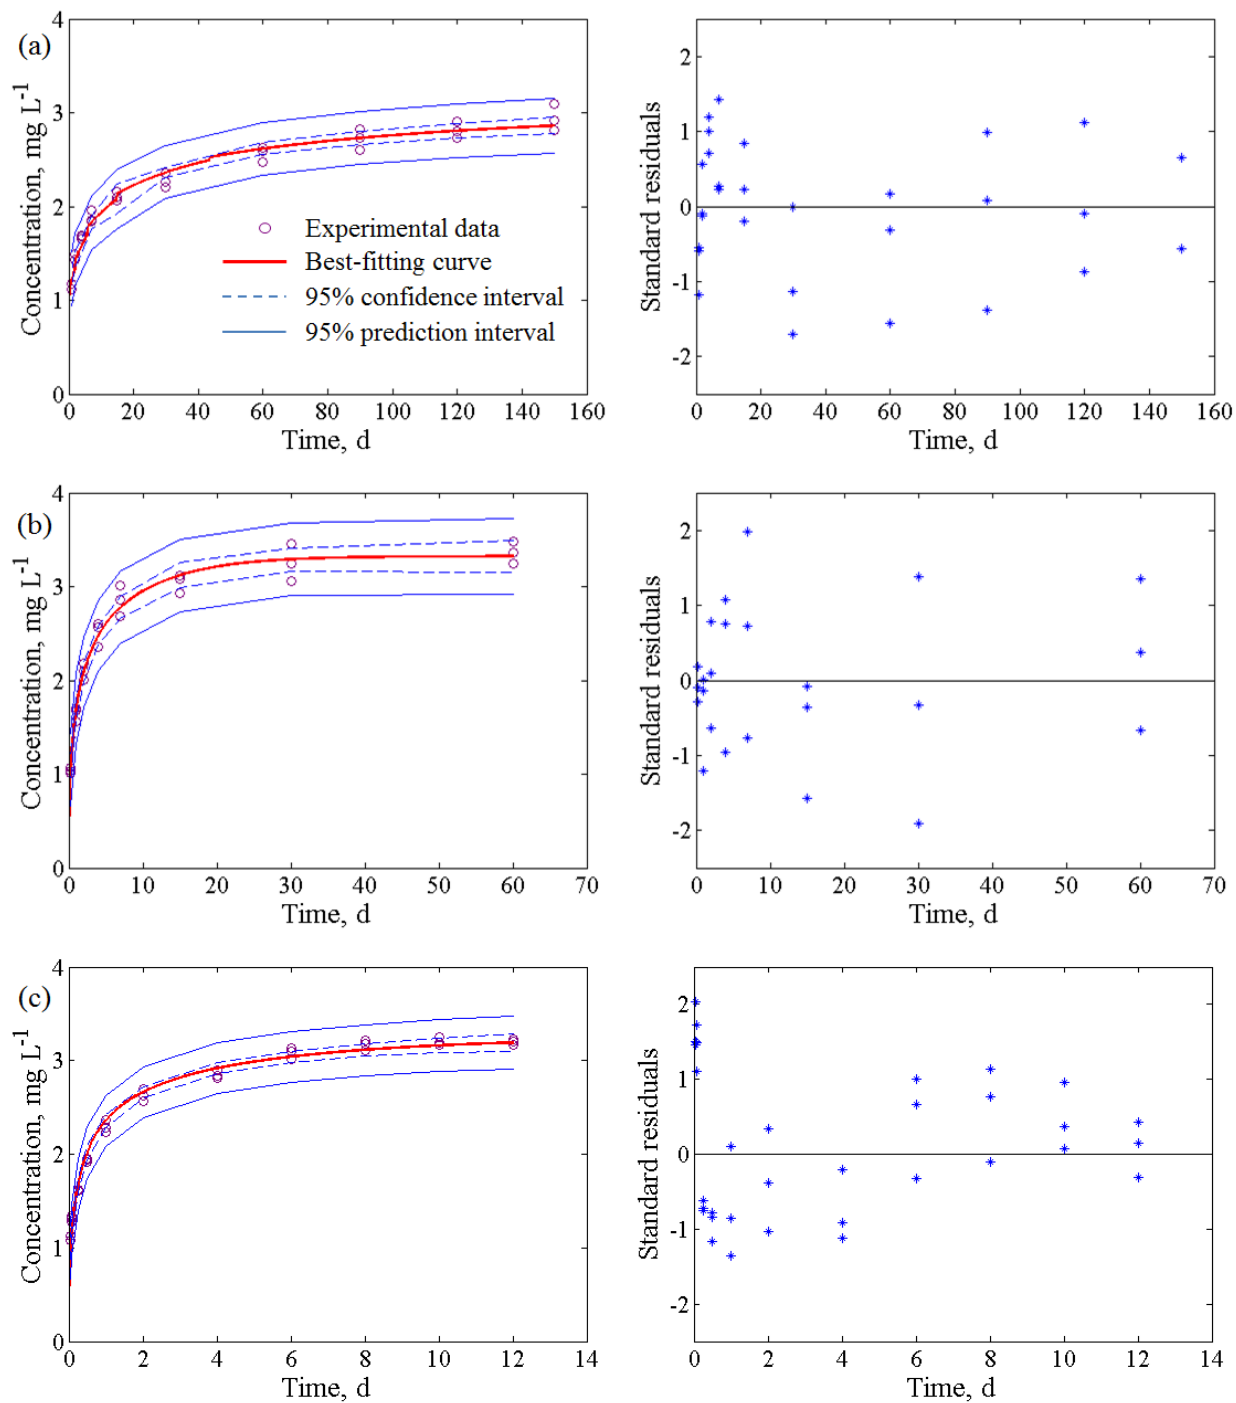 (a)
Concentration, mg L-1
4
3
2
1
0
0 20 40 60 80 100 120 140 160
Time, d
Experimental data
Best-fitting curve
95% confidence interval
95% prediction interval
Standard residuals
2
1
0
-1
-2
0 20 40 60 80 100 120 140 160
Time, d
(b)
Concentration, mg L-1
4
3
2
1
0
0 10 20 30 40 50 60 70
Time, d
Standard residuals
2
1
0
-1
-2
0 10 20 30 40 50 60 70
Time, d
(c)
Concentration, mg L-1
4
3
2
1
0
0 2 4 6 8 10 12 14
Time, d
Standard residuals
2
1
0
-1
-2
0 2 4 6 8 10 12 14
Time, d